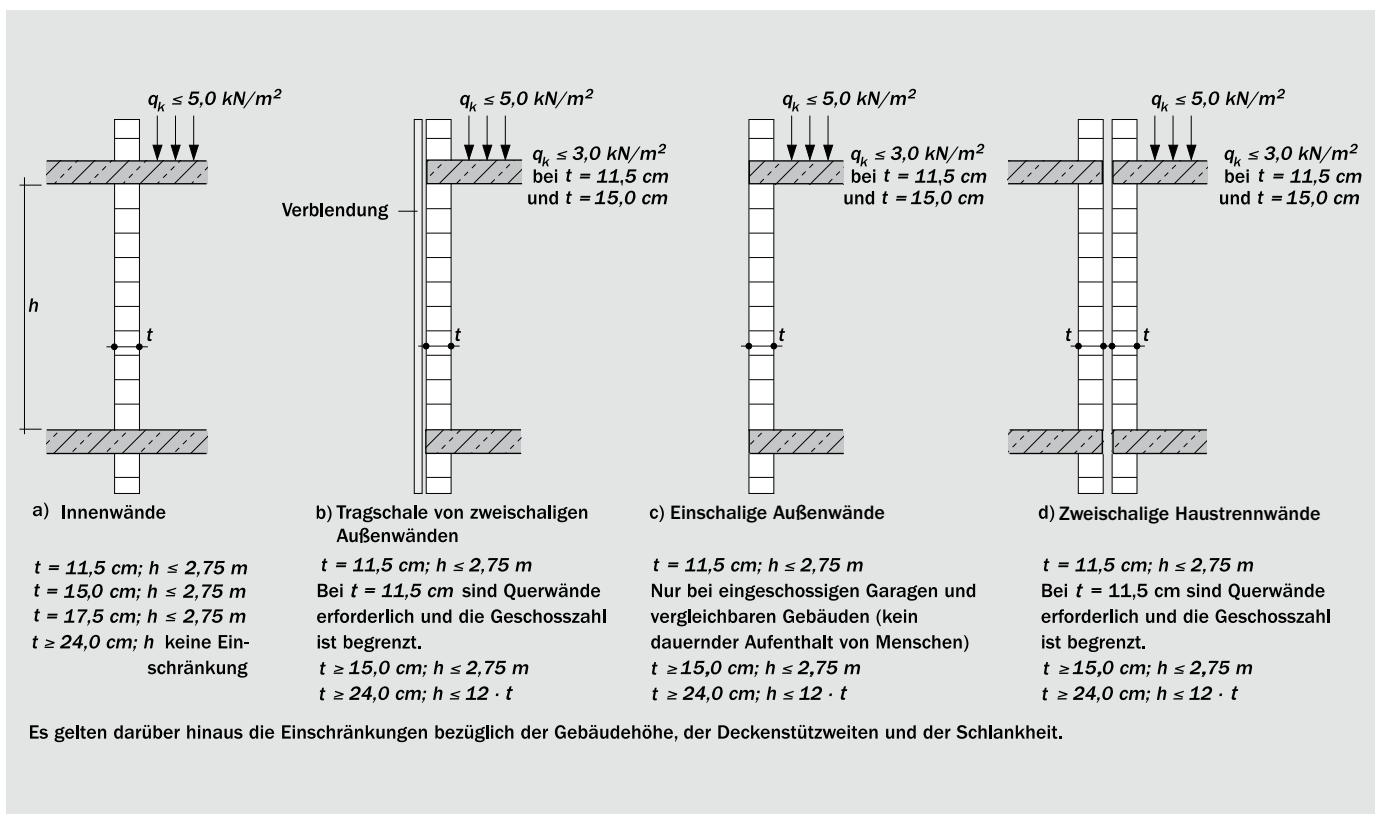 q_k ≤ 5,0 kN/m²
h
t
a) Innenwände
t = 11,5 cm; h ≤ 2,75 m
t = 15,0 cm; h ≤ 2,75 m
t = 17,5 cm; h ≤ 2,75 m
t ≥ 24,0 cm; h keine Ein-
schränkung
q_k ≤ 5,0 kN/m²
q_k ≤ 3,0 kN/m²
bei t = 11,5 cm
und t = 15,0 cm
Verblendung
t
b) Tragschale von zweischaligen
Außenwänden
t = 11,5 cm; h ≤ 2,75 m
Bei t = 11,5 cm sind Querwände
erforderlich und die Geschosszahl
ist begrenzt.
t ≥ 15,0 cm; h ≤ 2,75 m
t ≥ 24,0 cm; h ≤ 12 · t
q_k ≤ 5,0 kN/m²
q_k ≤ 3,0 kN/m²
bei t = 11,5 cm
und t = 15,0 cm
t
c) Einschalige Außenwände
t = 11,5 cm; h ≤ 2,75 m
Nur bei eingeschossigen Garagen und
vergleichbaren Gebäuden (kein
dauernder Aufenthalt von Menschen)
t ≥ 15,0 cm; h ≤ 2,75 m
t ≥ 24,0 cm; h ≤ 12 · t
q_k ≤ 5,0 kN/m²
q_k ≤ 3,0 kN/m²
bei t = 11,5 cm
und t = 15,0 cm
t
t
d) Zweischalige Haustrennwände
t = 11,5 cm; h ≤ 2,75 m
Bei t = 11,5 cm sind Querwände
erforderlich und die Geschosszahl
ist begrenzt.
t ≥ 15,0 cm; h ≤ 2,75 m
t ≥ 24,0 cm; h ≤ 12 · t
Es gelten darüber hinaus die Einschränkungen bezüglich der Gebäudehöhe, der Deckenstützweiten und der Schlankheit.